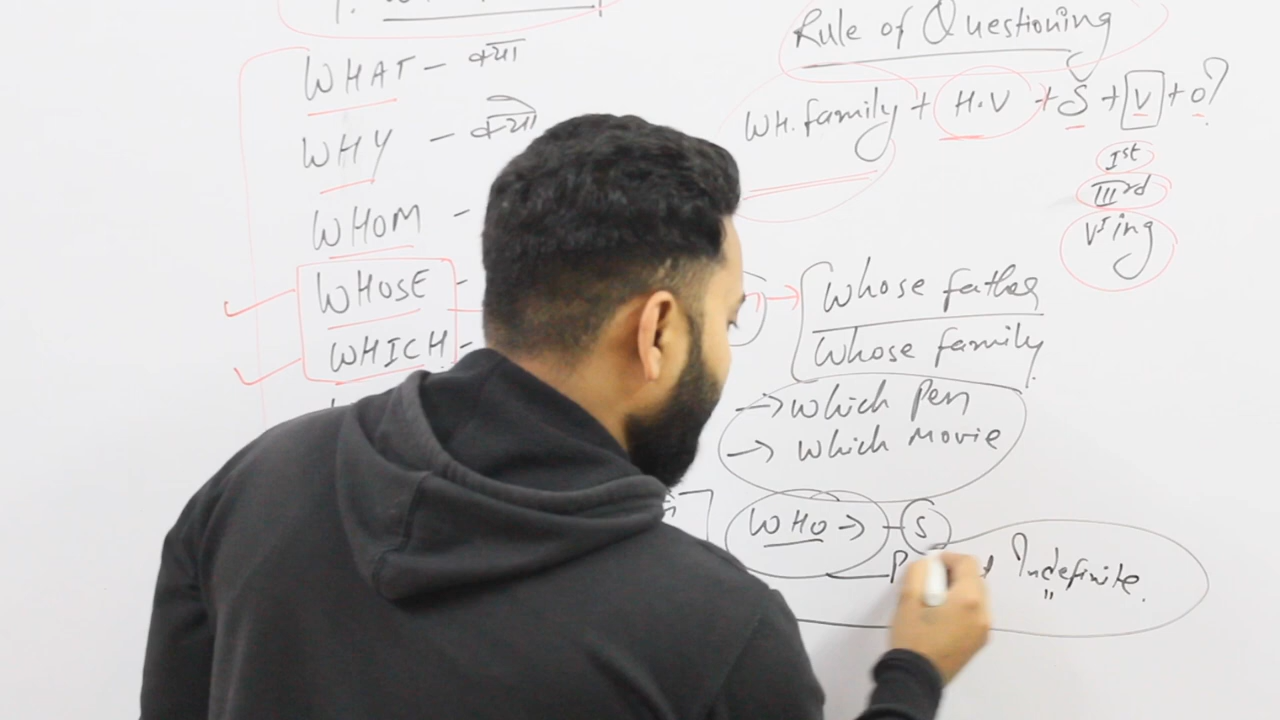 WHAT - क्या
WHY - क्यों
WHOM -
WHOSE -
WHICH -
Rule of Questioning
WH. family + H.V + S + V + O?
Ist
IIIrd
VI ing
Whose father
Whose family
→ Which Pen
→ Which Movie
WHO → - S
Indefinite.
"